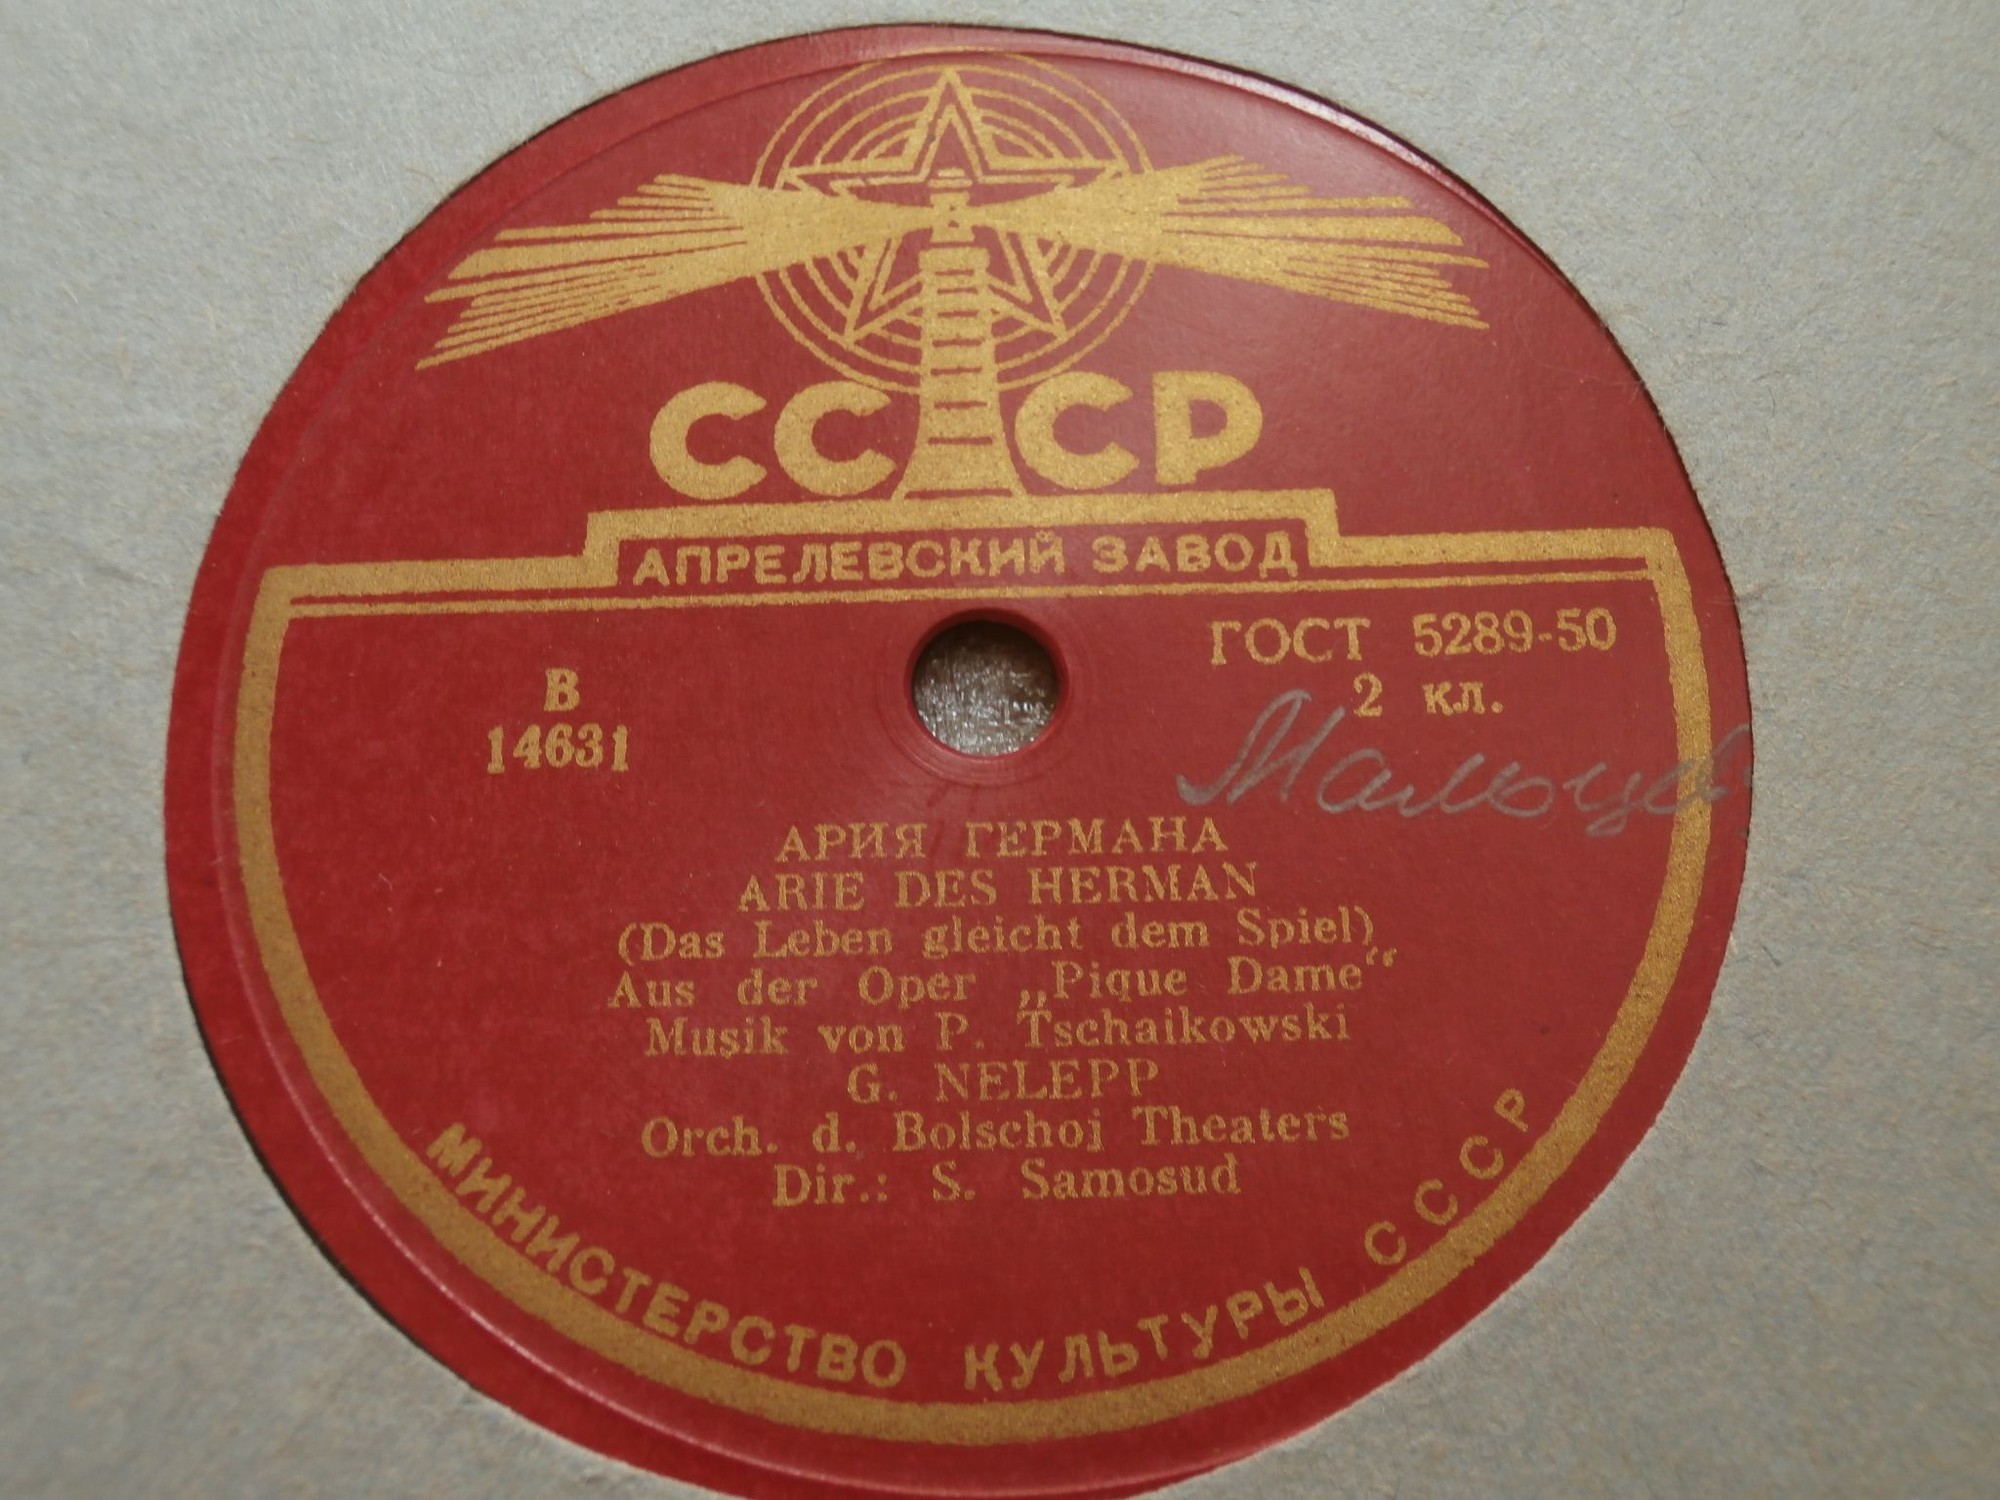 СССР
АПРЕЛЕВСКИЙ ЗАВОД
ГОСТ 5289-50
2 кл.
В
14631
АРИЯ ГЕРМАНА
ARIE DES HERMAN
(Das Leben gleicht dem Spiel)
Aus der Oper „Pique Dame“
Musik von P. Tschaikowski
G. NELEPP
Orch. d. Bolschoj Theaters
Dir.: S. Samosud
МИНИСТЕРСТВО КУЛЬТУРЫ СССР